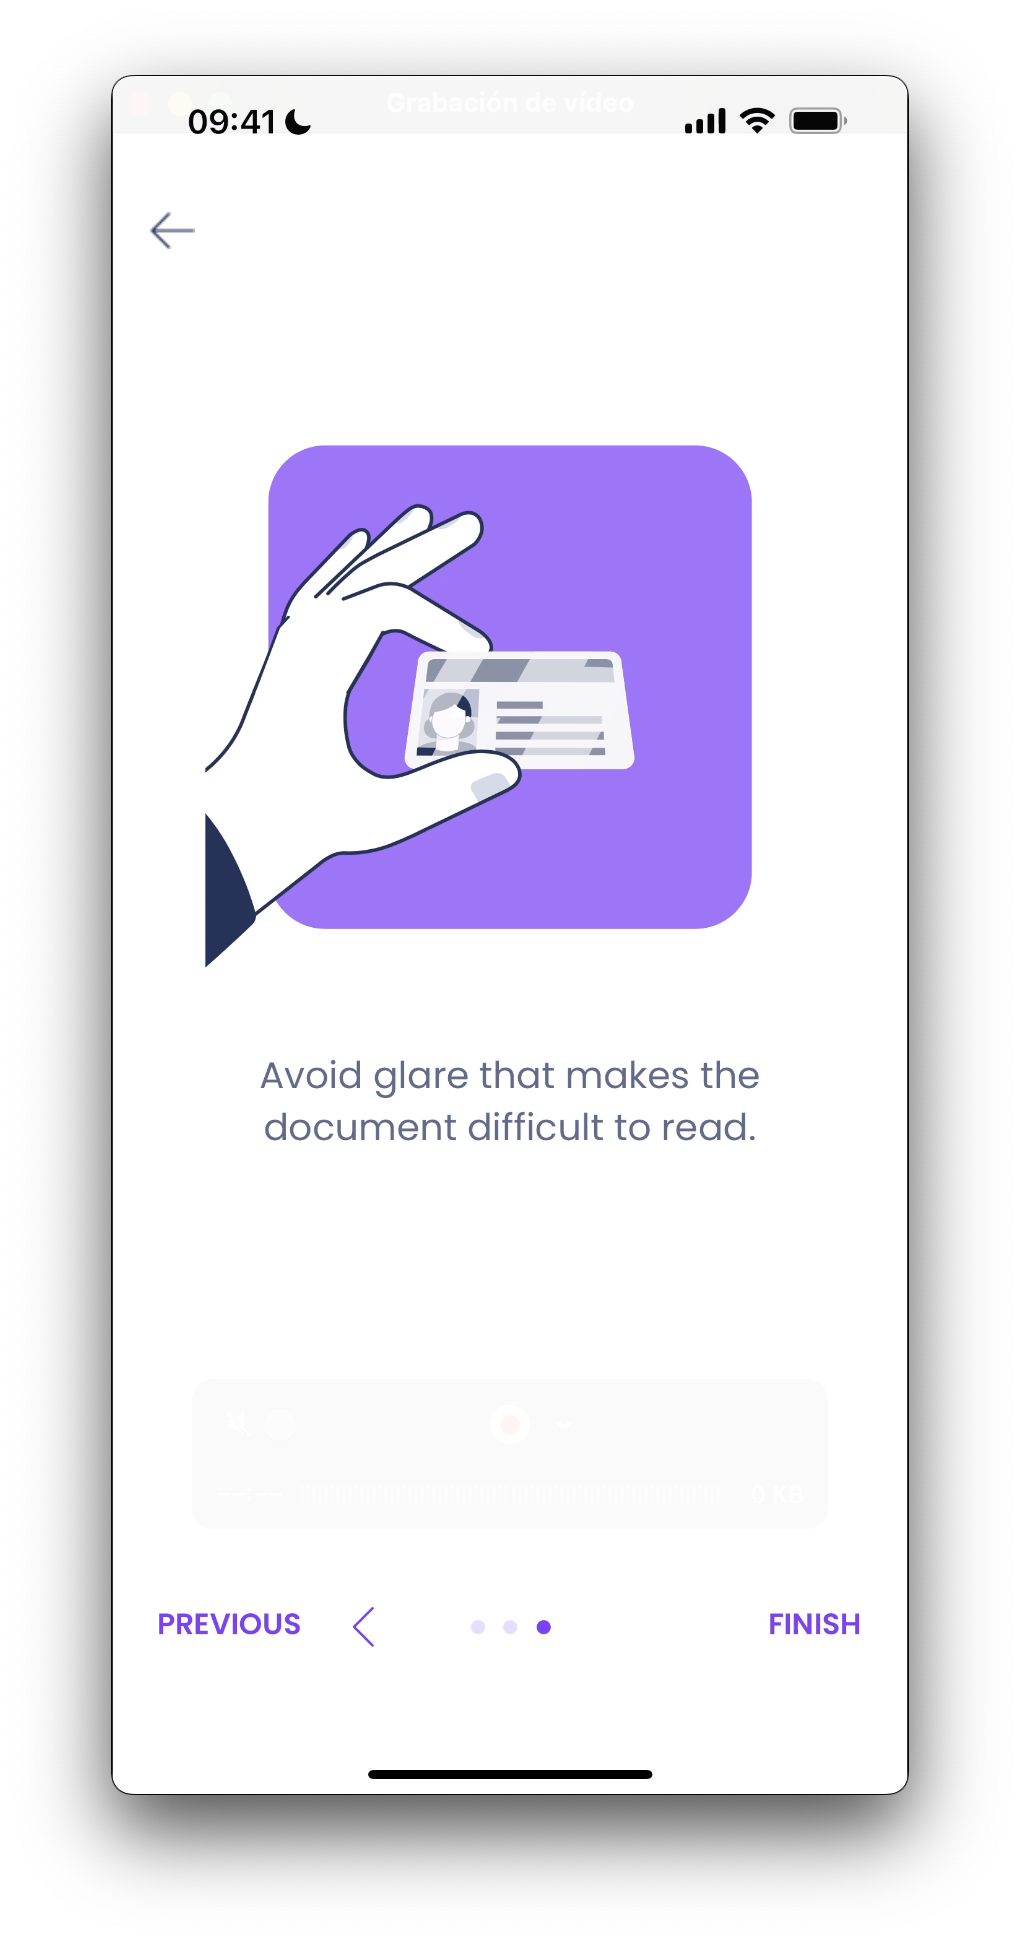 Grabación de vídeo
09:41
Avoid glare that makes the
document difficult to read.
--:--
0 KB
PREVIOUS
FINISH